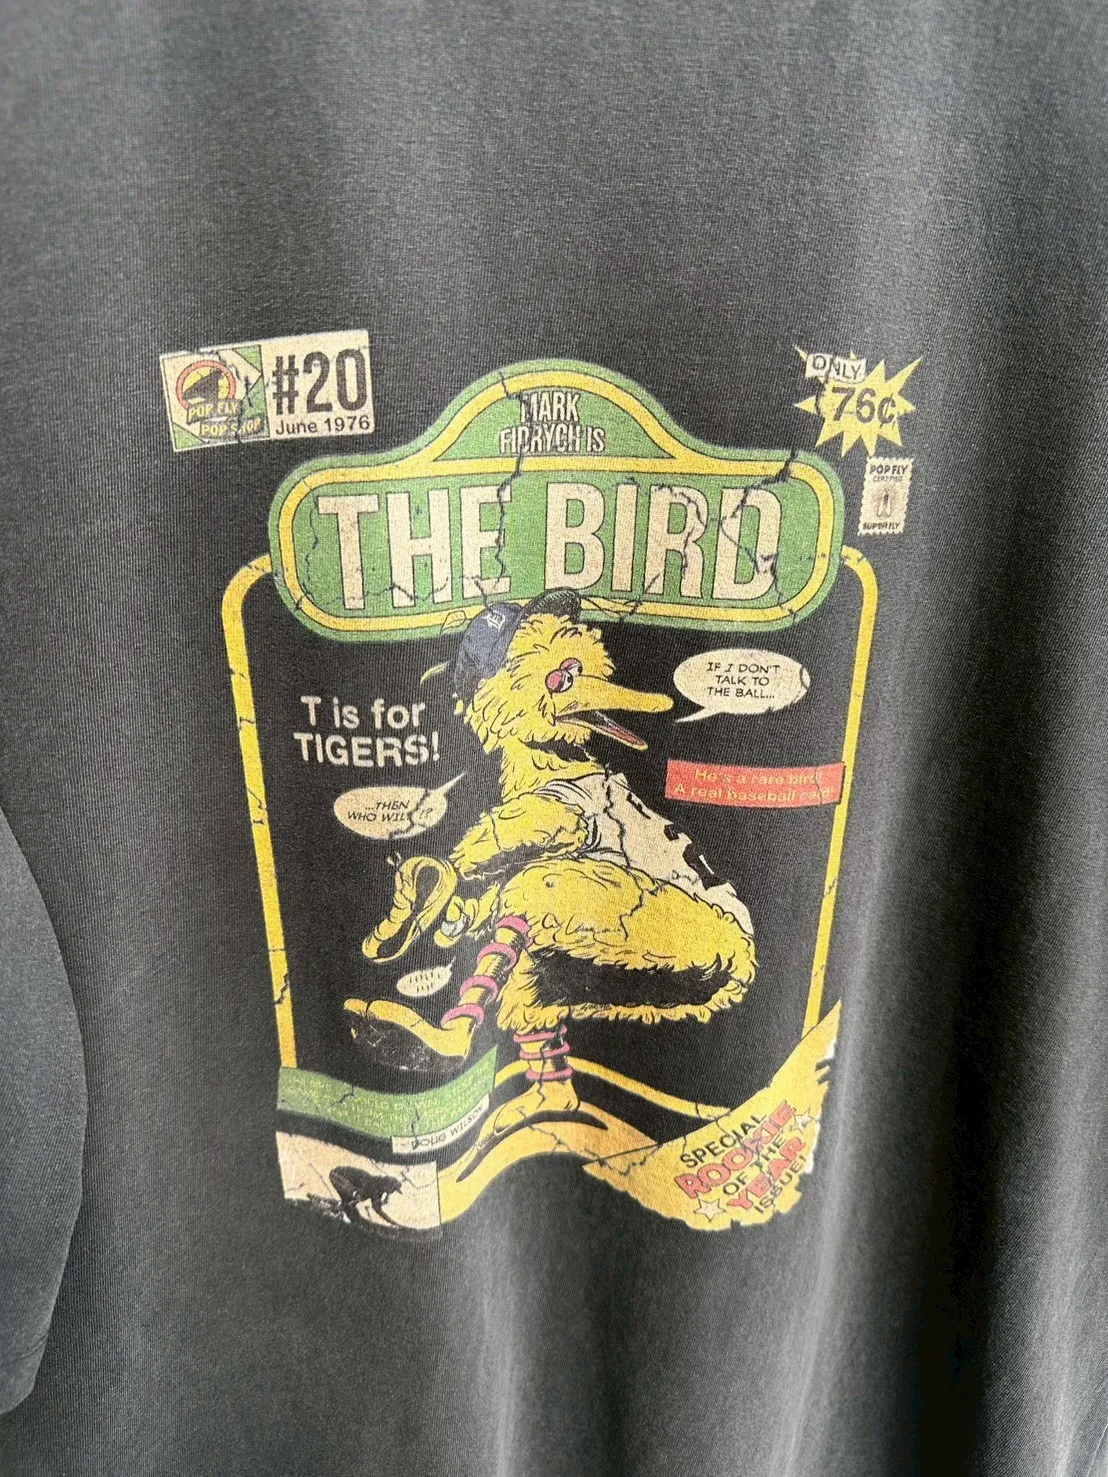 #20
June 1976
POP FLY
POP SHOP
ONLY
76¢
POP FLY
CERTIFIED
SUPERFLY
MARK
FIDRYCH IS
THE BIRD
IF I DON'T
TALK TO
THE BALL...
T is for
TIGERS!
He's a rare bird!
A real baseball card!
...THEN
WHO WILL?
- DOUG WILSON
SPECIAL
ROOKIE
OF THE
YEAR
ISSUE!